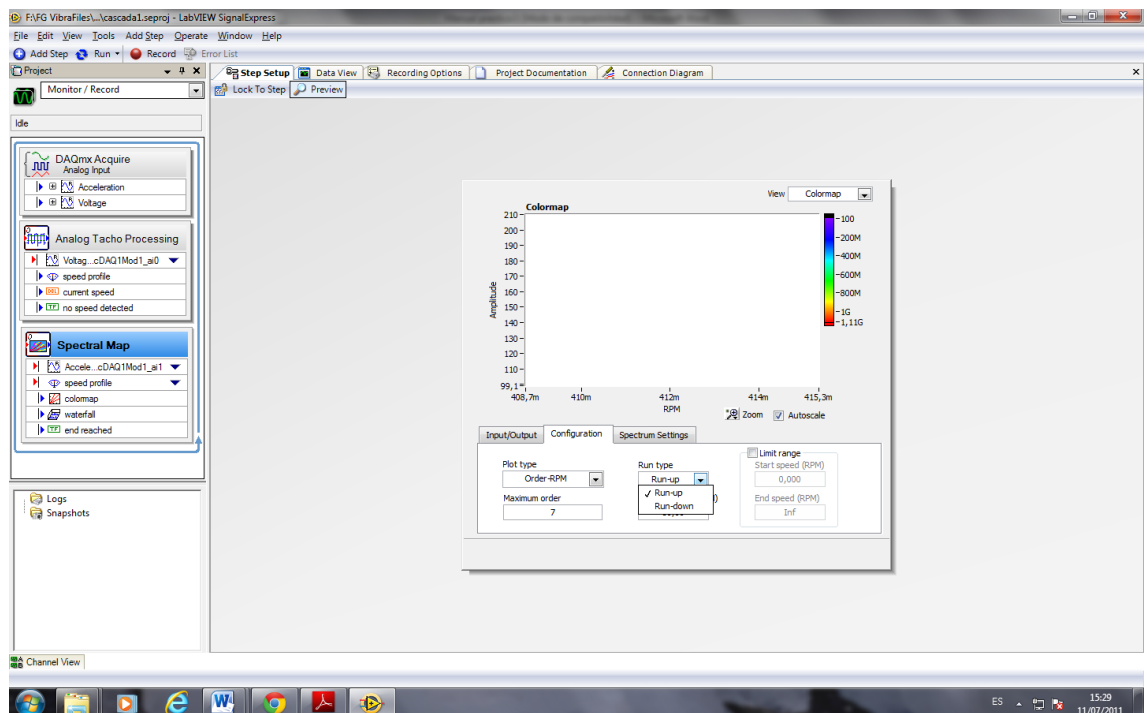 F:\FG VibraFiles\...\cascada1.seproj - LabVIEW SignalExpress
File Edit View Tools Add Step Operate Window Help
Add Step Run Record Error List
Project
Monitor / Record
Idle
DAQmx Acquire
Analog Input
Acceleration
Voltage
Analog Tacho Processing
Voltag...cDAQ1Mod1_ai0
speed profile
current speed
no speed detected
Spectral Map
Accele...cDAQ1Mod1_ai1
speed profile
colormap
waterfall
end reached
Logs
Snapshots
Channel View
Step Setup Data View Recording Options Project Documentation Connection Diagram
Lock To Step Preview
View Colormap
Colormap
210
200
190
180
170
160
150
140
130
120
110
99,1
Amplitude
408,7m 410m 412m 414m 415,3m
RPM
-100
-200M
-400M
-600M
-800M
-1G
-1,11G
Zoom Autoscale
Input/Output Configuration Spectrum Settings
Plot type
Order-RPM
Maximum order
7
Run type
Run-up
Run-up
Run-down
Limit range
Start speed (RPM)
0,000
End speed (RPM)
Inf
ES 15:29
11/07/2011